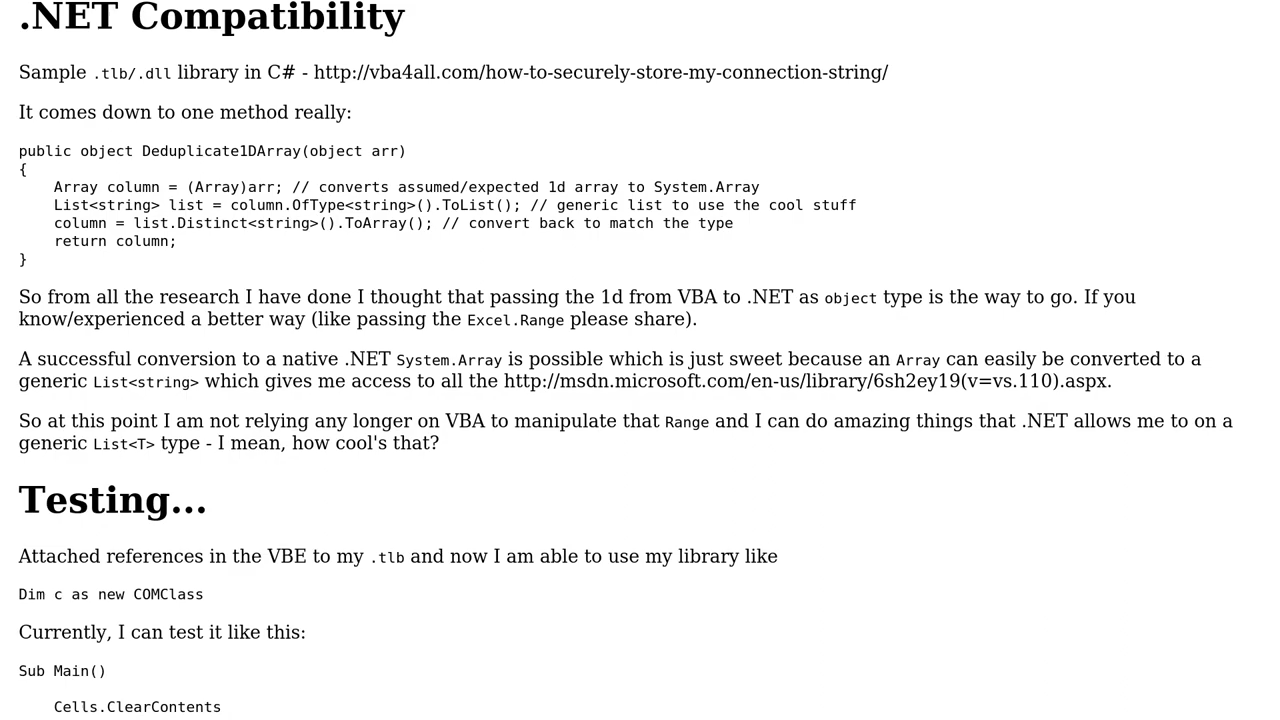 .NET Compatibility
Sample .tlb/.dll library in C# - http://vba4all.com/how-to-securely-store-my-connection-string/
It comes down to one method really:
public object Deduplicate1DArray(object arr)
{
    Array column = (Array)arr; // converts assumed/expected 1d array to System.Array
    List<string> list = column.OfType<string>().ToList(); // generic list to use the cool stuff
    column = list.Distinct<string>().ToArray(); // convert back to match the type
    return column;
}
So from all the research I have done I thought that passing the 1d from VBA to .NET as object type is the way to go. If you
know/experienced a better way (like passing the Excel.Range please share).
A successful conversion to a native .NET System.Array is possible which is just sweet because an Array can easily be converted to a
generic List<string> which gives me access to all the http://msdn.microsoft.com/en-us/library/6sh2ey19(v=vs.110).aspx.
So at this point I am not relying any longer on VBA to manipulate that Range and I can do amazing things that .NET allows me to on a
generic List<T> type - I mean, how cool's that?
Testing...
Attached references in the VBE to my .tlb and now I am able to use my library like
Dim c as new COMClass
Currently, I can test it like this:
Sub Main()
    Cells.ClearContents